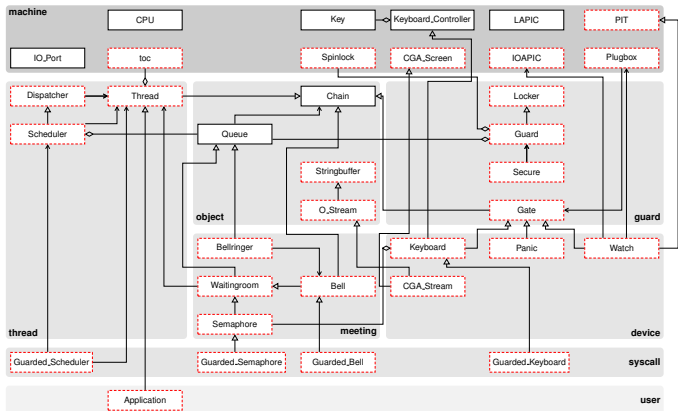 machine
CPU
Key
Keyboard_Controller
LAPIC
PIT
IO_Port
toc
Spinlock
CGA_Screen
IOAPIC
Plugbox
Dispatcher
Thread
Chain
Locker
Scheduler
Queue
Guard
Stringbuffer
Secure
O_Stream
Gate
object
guard
Bellringer
Keyboard
Panic
Watch
Waitingroom
Bell
CGA_Stream
Semaphore
thread
meeting
device
Guarded_Scheduler
Guarded_Semaphore
Guarded_Bell
Guarded_Keyboard
syscall
Application
user